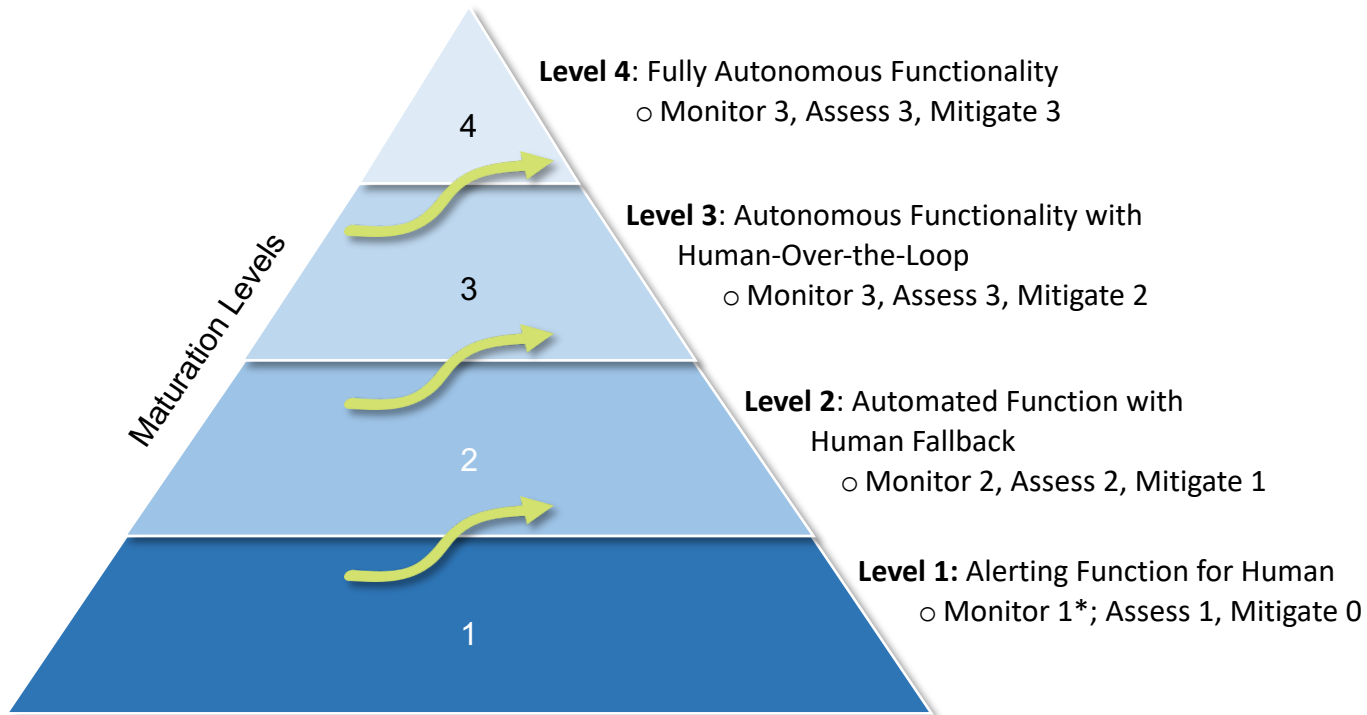 Level 4: Fully Autonomous Functionality
○ Monitor 3, Assess 3, Mitigate 3
4
Level 3: Autonomous Functionality with
Human-Over-the-Loop
○ Monitor 3, Assess 3, Mitigate 2
3
Maturation Levels
Level 2: Automated Function with
Human Fallback
○ Monitor 2, Assess 2, Mitigate 1
2
Level 1: Alerting Function for Human
○ Monitor 1*; Assess 1, Mitigate 0
1